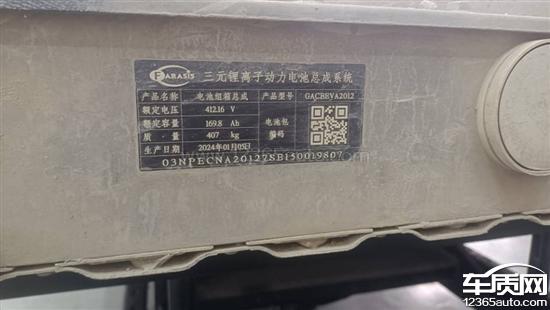 FARASIS 三元锂离子动力电池总成系统
产品名称 电池组箱总成 产品型号 GACBEVA2012
额定电压 412.16 V
额定容量 169.8 Ah 电池包
质 量 407 kg 编码
生产日期 2024年01月05日
03NPECNA20127SB150019807
车质网
12365auto.com